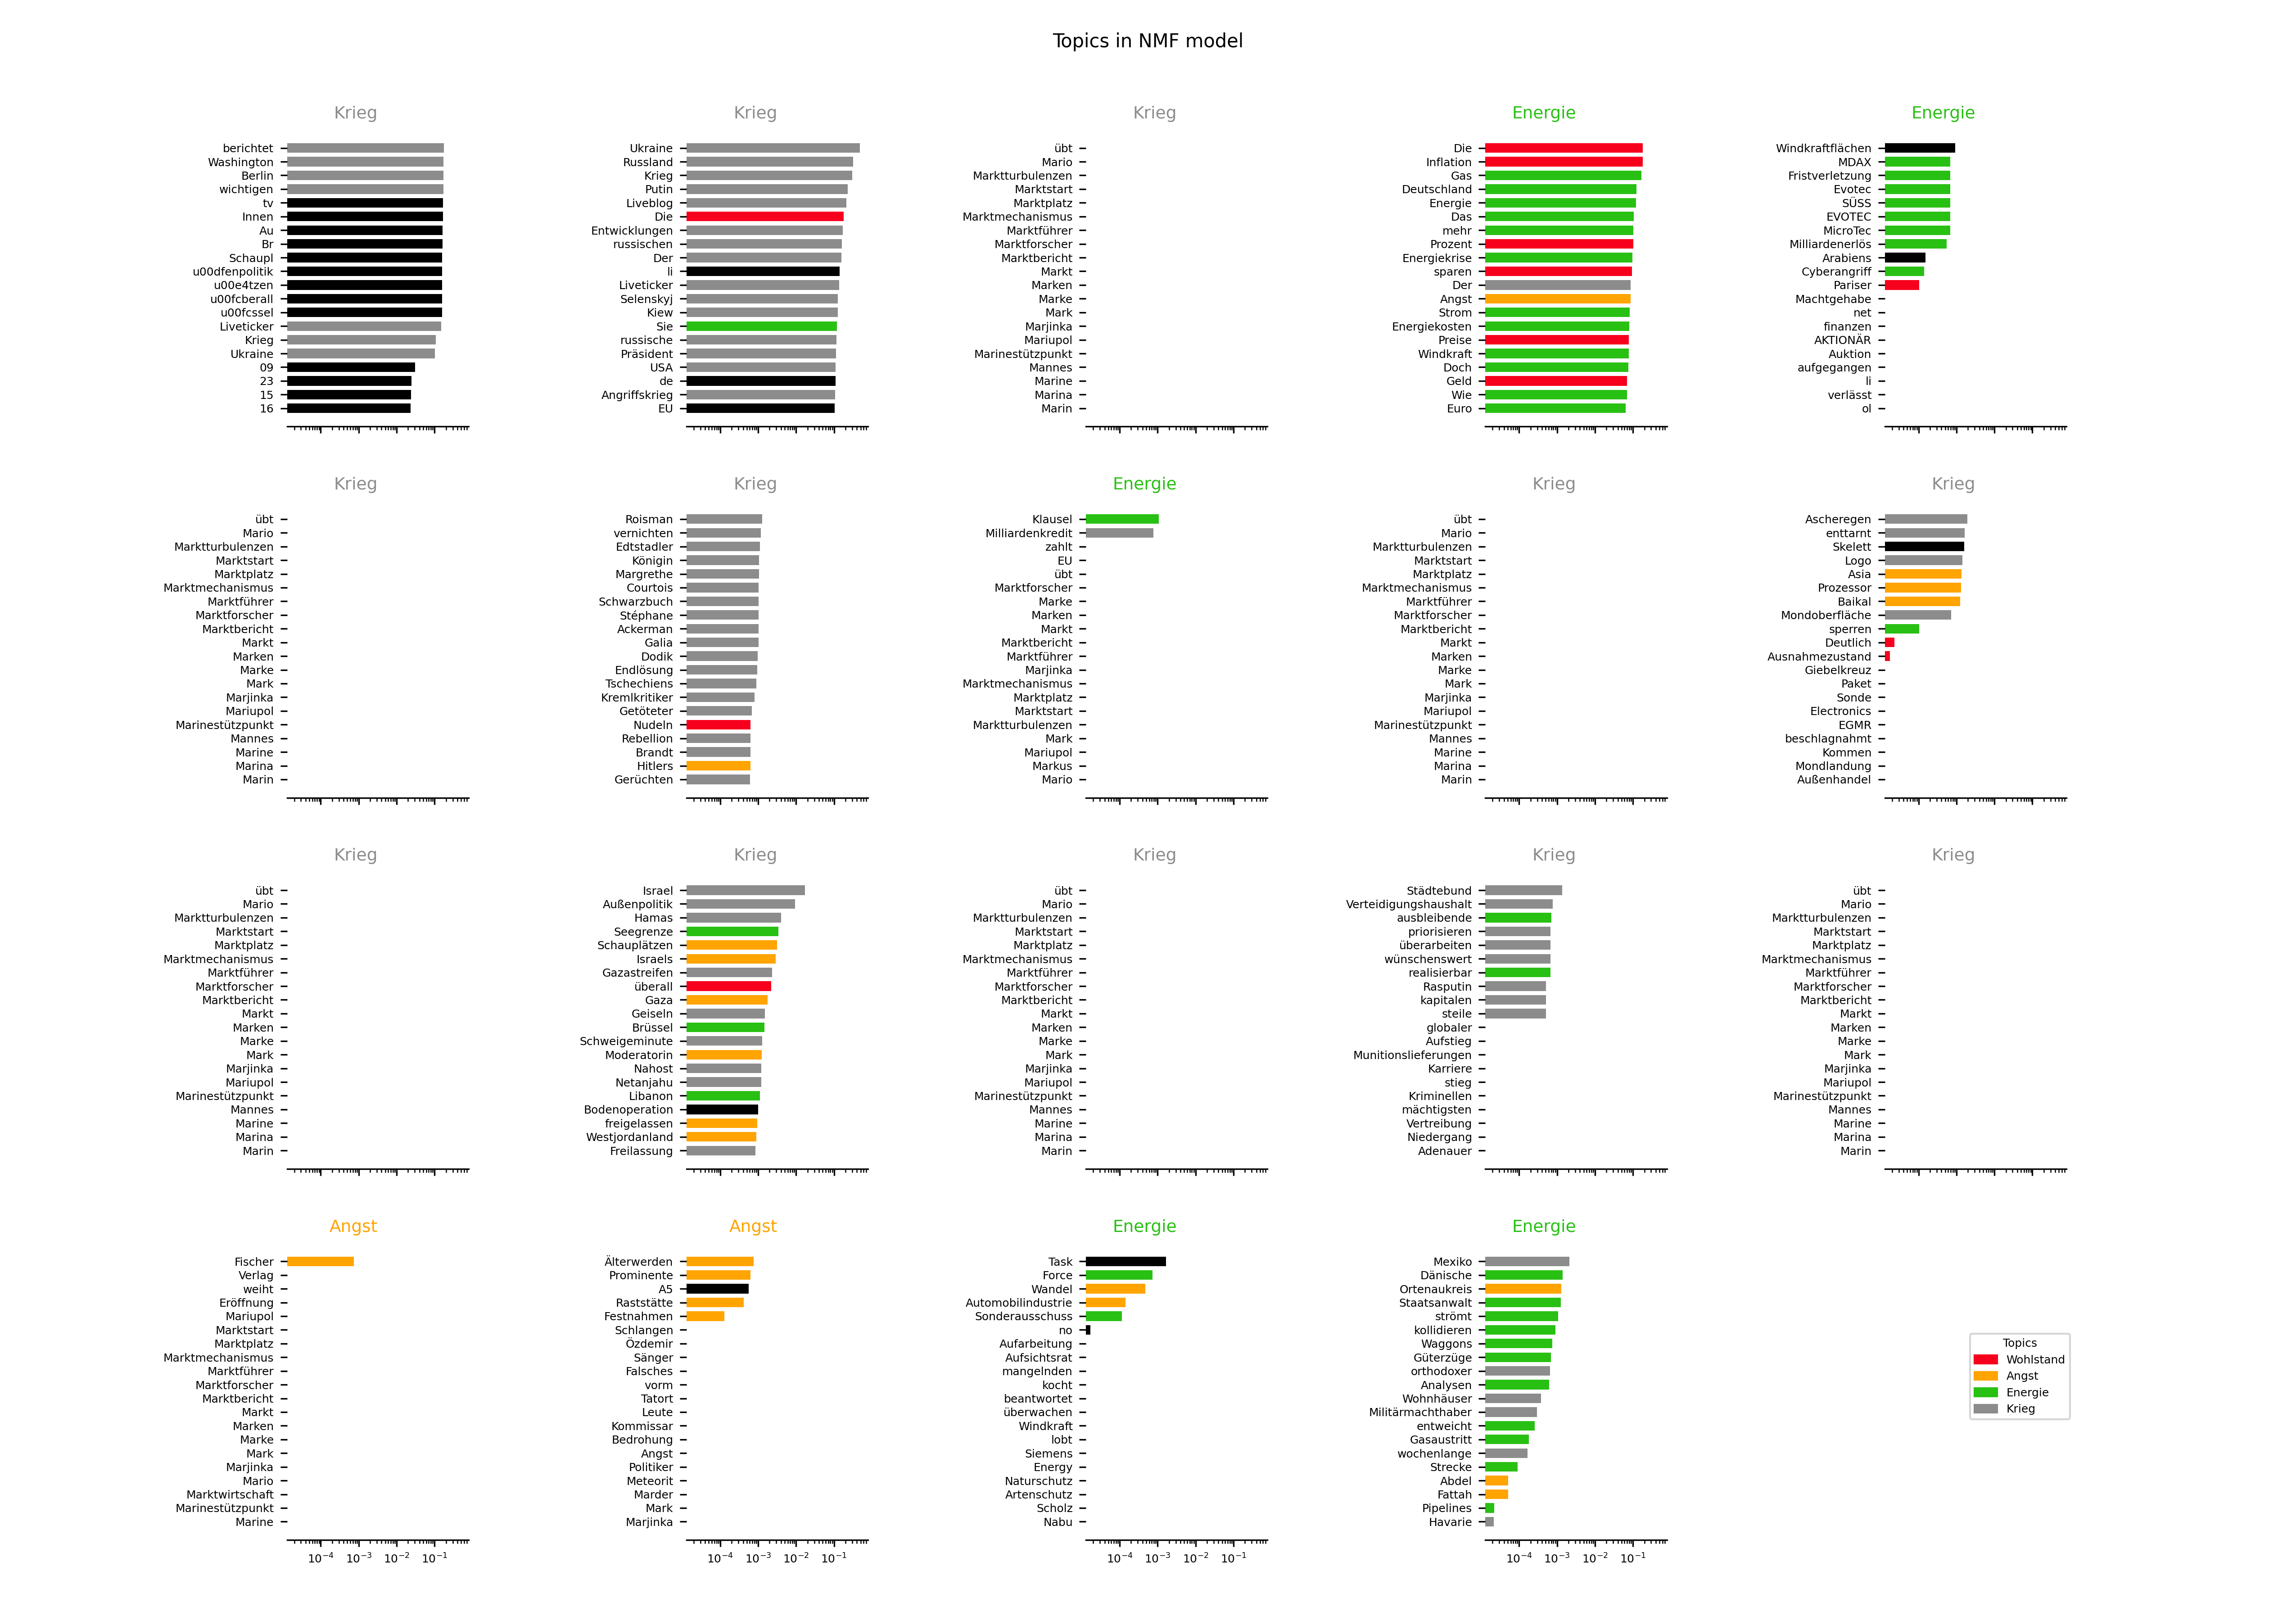 Topics in NMF model
Krieg
berichtet
Washington
Berlin
wichtigen
tv
Innen
Au
Br
Schaupl
u00dfenpolitik
u00e4tzen
u00fcberall
u00fcssel
Liveticker
Krieg
Ukraine
09
23
15
16
Krieg
Ukraine
Russland
Krieg
Putin
Liveblog
Die
Entwicklungen
russischen
Der
li
Liveticker
Selenskyj
Kiew
Sie
russische
Präsident
USA
de
Angriffskrieg
EU
Krieg
übt
Mario
Marktturbulenzen
Marktstart
Marktplatz
Marktmechanismus
Marktführer
Marktforscher
Marktbericht
Markt
Marken
Marke
Mark
Marjinka
Mariupol
Marinestützpunkt
Mannes
Marine
Marina
Marin
Energie
Die
Inflation
Gas
Deutschland
Energie
Das
mehr
Prozent
Energiekrise
sparen
Der
Angst
Strom
Energiekosten
Preise
Windkraft
Doch
Geld
Wie
Euro
Energie
Windkraftflächen
MDAX
Fristverletzung
Evotec
SÜSS
EVOTEC
MicroTec
Milliardenerlös
Arabiens
Cyberangriff
Pariser
Machtgehabe
net
finanzen
AKTIONÄR
Auktion
aufgegangen
li
verlässt
ol
Krieg
übt
Mario
Marktturbulenzen
Marktstart
Marktplatz
Marktmechanismus
Marktführer
Marktforscher
Marktbericht
Markt
Marken
Marke
Mark
Marjinka
Mariupol
Marinestützpunkt
Mannes
Marine
Marina
Marin
Krieg
Roisman
vernichten
Edtstadler
Königin
Margrethe
Courtois
Schwarzbuch
Stéphane
Ackerman
Galia
Dodik
Endlösung
Tschechiens
Kremlkritiker
Getöteter
Nudeln
Rebellion
Brandt
Hitlers
Gerüchten
Energie
Klausel
Milliardenkredit
zahlt
EU
übt
Marktforscher
Marke
Marken
Markt
Marktbericht
Marktführer
Marjinka
Marktmechanismus
Marktplatz
Marktstart
Marktturbulenzen
Mark
Mariupol
Markus
Mario
Krieg
übt
Mario
Marktturbulenzen
Marktstart
Marktplatz
Marktmechanismus
Marktführer
Marktforscher
Marktbericht
Markt
Marken
Marke
Mark
Marjinka
Mariupol
Marinestützpunkt
Mannes
Marine
Marina
Marin
Krieg
Ascheregen
enttarnt
Skelett
Logo
Asia
Prozessor
Baikal
Mondoberfläche
sperren
Deutlich
Ausnahmezustand
Giebelkreuz
Paket
Sonde
Electronics
EGMR
beschlagnahmt
Kommen
Mondlandung
Außenhandel
Krieg
übt
Mario
Marktturbulenzen
Marktstart
Marktplatz
Marktmechanismus
Marktführer
Marktforscher
Marktbericht
Markt
Marken
Marke
Mark
Marjinka
Mariupol
Marinestützpunkt
Mannes
Marine
Marina
Marin
Krieg
Israel
Außenpolitik
Hamas
Seegrenze
Schauplätzen
Israels
Gazastreifen
überall
Gaza
Geiseln
Brüssel
Schweigeminute
Moderatorin
Nahost
Netanjahu
Libanon
Bodenoperation
freigelassen
Westjordanland
Freilassung
Krieg
übt
Mario
Marktturbulenzen
Marktstart
Marktplatz
Marktmechanismus
Marktführer
Marktforscher
Marktbericht
Markt
Marken
Marke
Mark
Marjinka
Mariupol
Marinestützpunkt
Mannes
Marine
Marina
Marin
Krieg
Städtebund
Verteidigungshaushalt
ausbleibende
priorisieren
überarbeiten
wünschenswert
realisierbar
Rasputin
kapitalen
steile
globaler
Aufstieg
Munitionslieferungen
Karriere
stieg
Kriminellen
mächtigsten
Vertreibung
Niedergang
Adenauer
Krieg
übt
Mario
Marktturbulenzen
Marktstart
Marktplatz
Marktmechanismus
Marktführer
Marktforscher
Marktbericht
Markt
Marken
Marke
Mark
Marjinka
Mariupol
Marinestützpunkt
Mannes
Marine
Marina
Marin
Angst
Fischer
Verlag
weiht
Eröffnung
Mariupol
Marktstart
Marktplatz
Marktmechanismus
Marktführer
Marktforscher
Marktbericht
Markt
Marken
Marke
Mark
Marjinka
Mario
Marktwirtschaft
Marinestützpunkt
Marine
10⁻⁴ 10⁻³ 10⁻² 10⁻¹
Angst
Älterwerden
Prominente
A5
Raststätte
Festnahmen
Schlangen
Özdemir
Sänger
Falsches
vorm
Tatort
Leute
Kommissar
Bedrohung
Angst
Politiker
Meteorit
Marder
Mark
Marjinka
10⁻⁴ 10⁻³ 10⁻² 10⁻¹
Energie
Task
Force
Wandel
Automobilindustrie
Sonderausschuss
no
Aufarbeitung
Aufsichtsrat
mangelnden
kocht
beantwortet
überwachen
Windkraft
lobt
Siemens
Energy
Naturschutz
Artenschutz
Scholz
Nabu
10⁻⁴ 10⁻³ 10⁻² 10⁻¹
Energie
Mexiko
Dänische
Ortenaukreis
Staatsanwalt
strömt
kollidieren
Waggons
Güterzüge
orthodoxer
Analysen
Wohnhäuser
Militärmachthaber
entweicht
Gasaustritt
wochenlange
Strecke
Abdel
Fattah
Pipelines
Havarie
10⁻⁴ 10⁻³ 10⁻² 10⁻¹
Topics
Wohlstand
Angst
Energie
Krieg